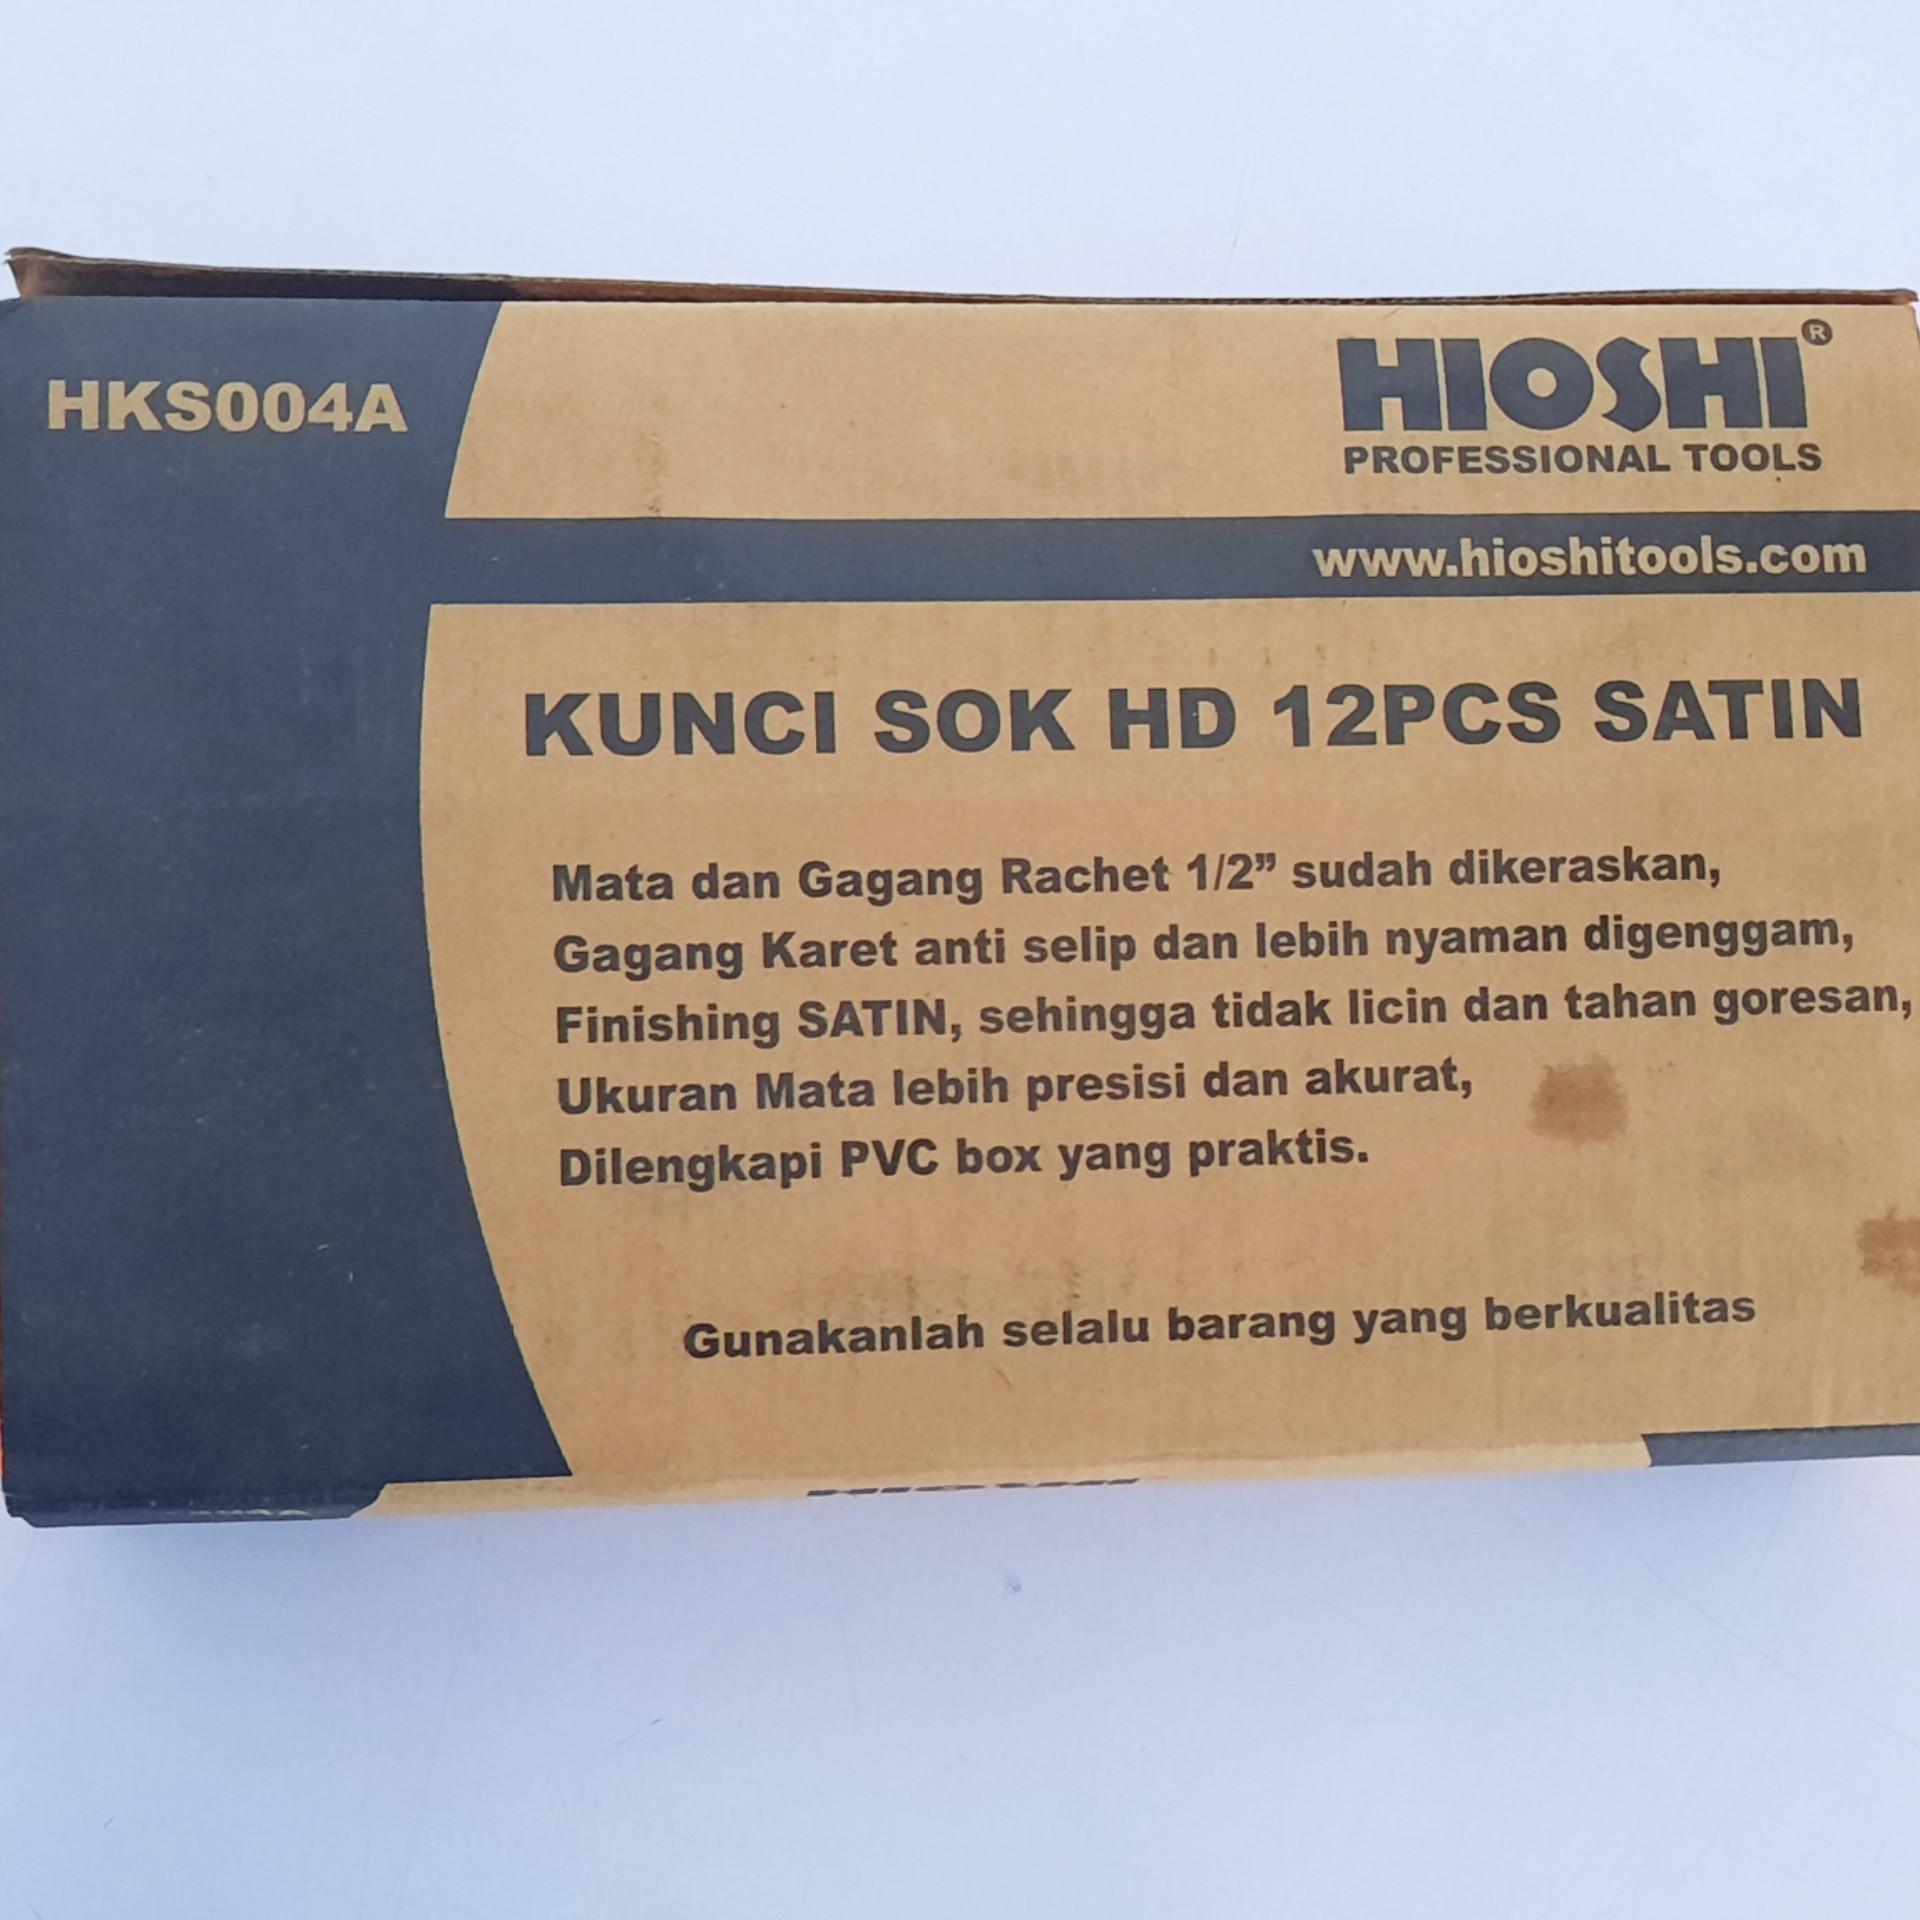 HKS004A
HIOSHI®
PROFESSIONAL TOOLS
www.hioshitools.com
KUNCI SOK HD 12PCS SATIN
Mata dan Gagang Rachet 1/2” sudah dikeraskan,
Gagang Karet anti selip dan lebih nyaman digenggam,
Finishing SATIN, sehingga tidak licin dan tahan goresan,
Ukuran Mata lebih presisi dan akurat,
Dilengkapi PVC box yang praktis.
Gunakanlah selalu barang yang berkualitas